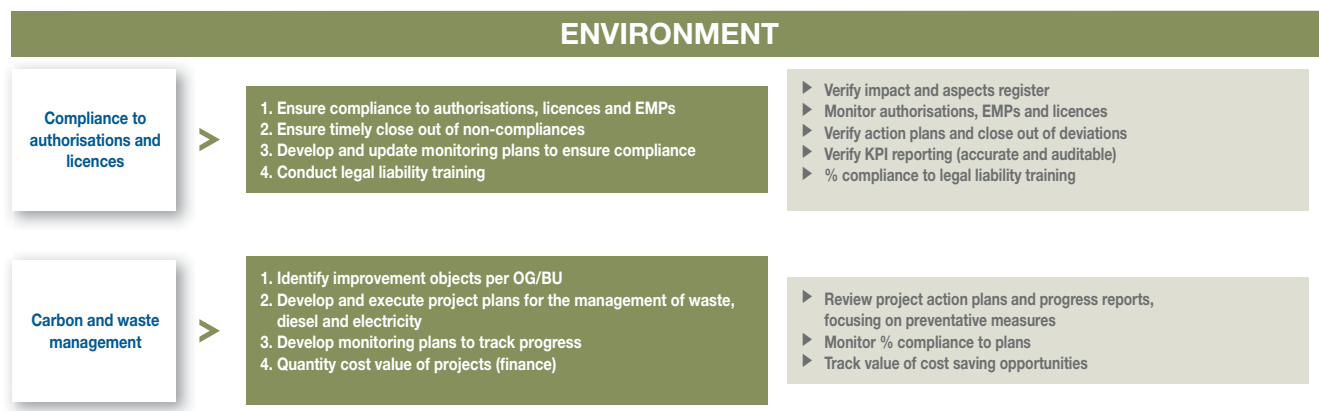 ENVIRONMENT
Compliance to
authorisations and
licences
>
1. Ensure compliance to authorisations, licences and EMPs
2. Ensure timely close out of non-compliances
3. Develop and update monitoring plans to ensure compliance
4. Conduct legal liability training
Verify impact and aspects register
Monitor authorisations, EMPs and licences
Verify action plans and close out of deviations
Verify KPI reporting (accurate and auditable)
% compliance to legal liability training
Carbon and waste
management
>
1. Identify improvement objects per OG/BU
2. Develop and execute project plans for the management of waste,
diesel and electricity
3. Develop monitoring plans to track progress
4. Quantity cost value of projects (finance)
Review project action plans and progress reports,
focusing on preventative measures
Monitor % compliance to plans
Track value of cost saving opportunities